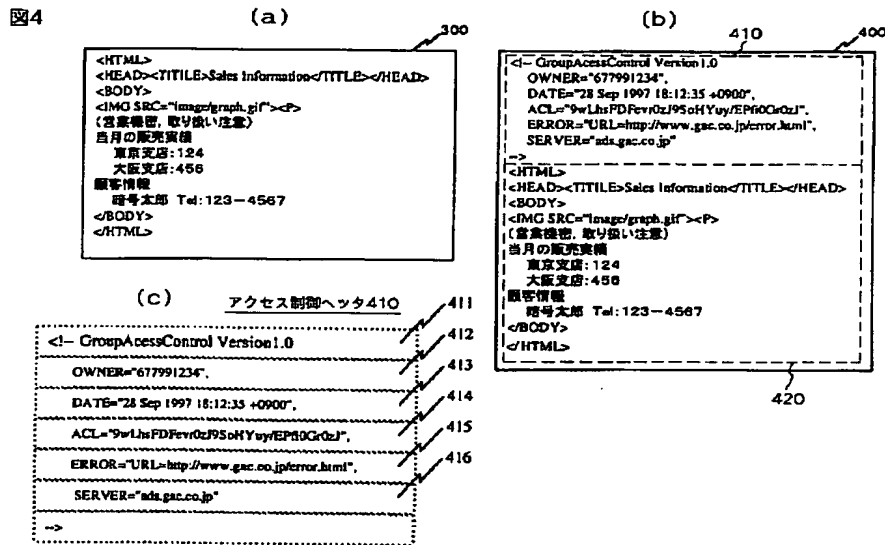 図4
(a)
300
<HTML>
<HEAD><TITILE>Sales Information</TITLE></HEAD>
<BODY>
<IMG SRC="image/graph.gif"><P>
(営業機密,取り扱い注意)
当月の販売実績
東京支店:124
大阪支店:456
顧客情報
暗号太郎 Tel:123-4567
</BODY>
</HTML>
(b)
410
400
<!-- GroupAcessControl Version1.0
OWNER="677991234",
DATE="28 Sep 1997 18:12:35 +0900",
ACL="9wLhsFDFevr0zJ9SoHYuy/EPfi0Gr0zJ",
ERROR="URL=http://www.gac.co.jp/error.html",
SERVER="ads.gac.co.jp"
-->
<HTML>
<HEAD><TITILE>Sales Information</TITLE></HEAD>
<BODY>
<IMG SRC="image/graph.gif"><P>
(営業機密,取り扱い注意)
当月の販売実績
東京支店:124
大阪支店:456
顧客情報
暗号太郎 Tel:123-4567
</BODY>
</HTML>
420
(c)
アクセス制御ヘッタ410
411
<!-- GroupAcessControl Version1.0
412
OWNER="677991234",
413
DATE="28 Sep 1997 18:12:35 +0900",
414
ACL="9wLhsFDFevr0zJ9SoHYuy/EPfi0Gr0zJ",
415
ERROR="URL=http://www.gac.co.jp/error.html",
416
SERVER="ads.gac.co.jp"
-->